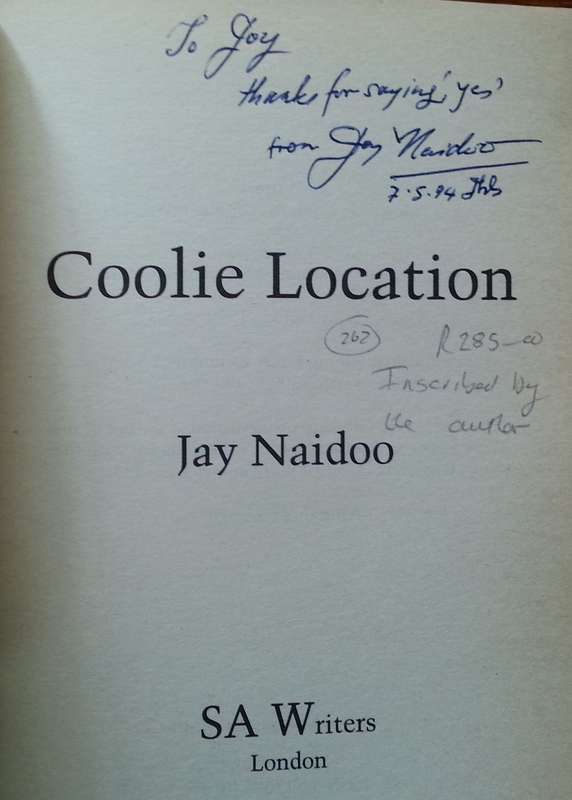 To Joy
thanks for saying 'yes'
from Jay Naidoo
7.5.94 Jhb
Coolie Location
262 R285-00
Inscribed by
the author
Jay Naidoo
SA Writers
London